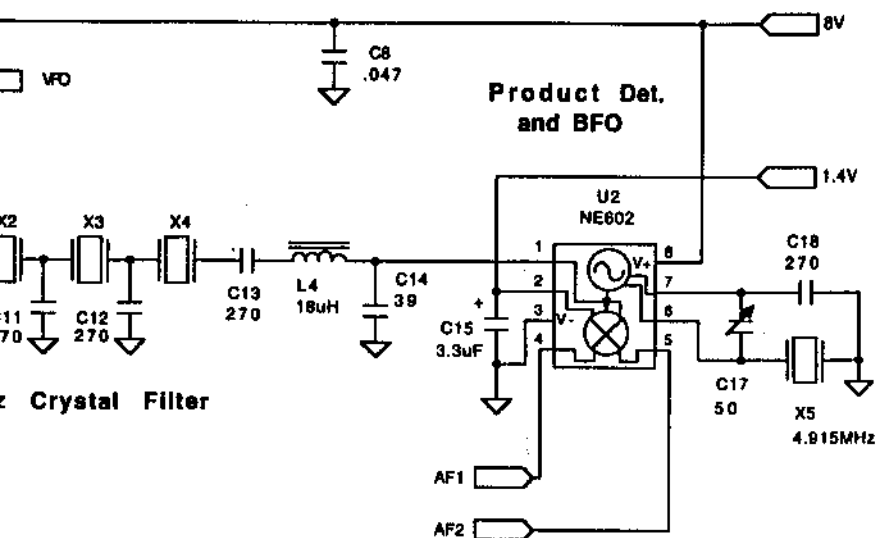 8V
C8
.047
VFO
Product Det.
and BFO
1.4V
U2
NE602
X2
X3
X4
1
8
V+
C18
270
2
7
C13
270
L4
18uH
C14
39
C11
270
C12
270
+
C15
3.3uF
3
V-
6
4
5
C17
50
X5
4.915MHz
z Crystal Filter
AF1
AF2